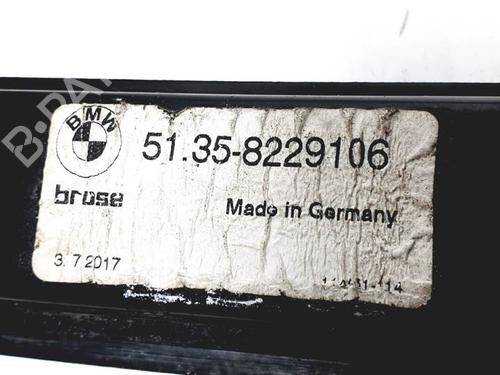 BMW
51.35-8229106
brose
Made in Germany
3.7 2017